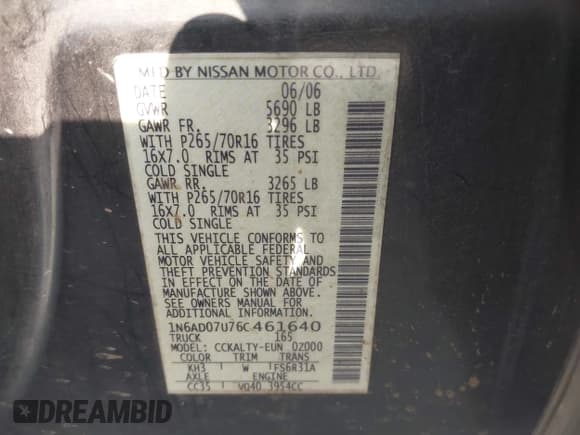 MFD BY NISSAN MOTOR CO., LTD.
DATE 06/06
GVWR 5690 LB
GAWR FR. 3296 LB
WITH P265/70R16 TIRES
16X7.0 RIMS AT 35 PSI
COLD SINGLE
GAWR RR. 3265 LB
WITH P265/70R16 TIRES
16X7.0 RIMS AT 35 PSI
COLD SINGLE
THIS VEHICLE CONFORMS TO
ALL APPLICABLE FEDERAL
MOTOR VEHICLE SAFETY AND
THEFT PREVENTION STANDARDS
IN EFFECT ON THE DATE OF
MANUFACTURE SHOWN ABOVE.
SEE OWNERS MANUAL FOR
ADDITIONAL INFORMATION.
1N6AD07U76C461640
TRUCK 165
MODEL: CCKALTY-EUN 02000
COLOR TRIM TRANS
KH3 W FS6R31A
AXLE ENGINE
CC35 VQ40 3954CC
DREAMBID